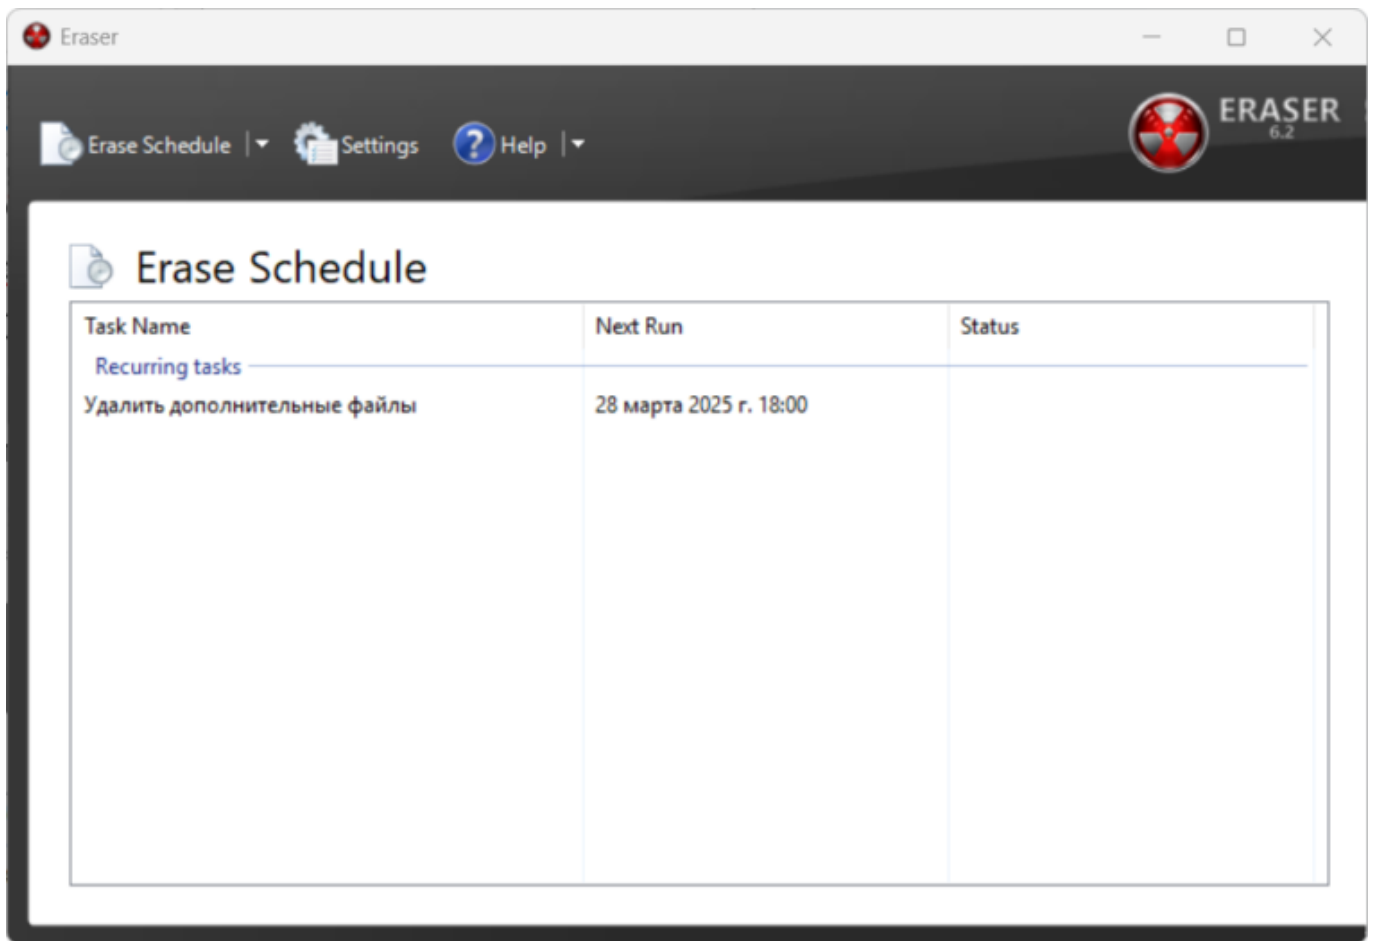 Eraser
Erase Schedule Settings Help
ERASER
6.2
Erase Schedule
Task Name Next Run Status
Recurring tasks
Удалить дополнительные файлы 28 марта 2025 г. 18:00